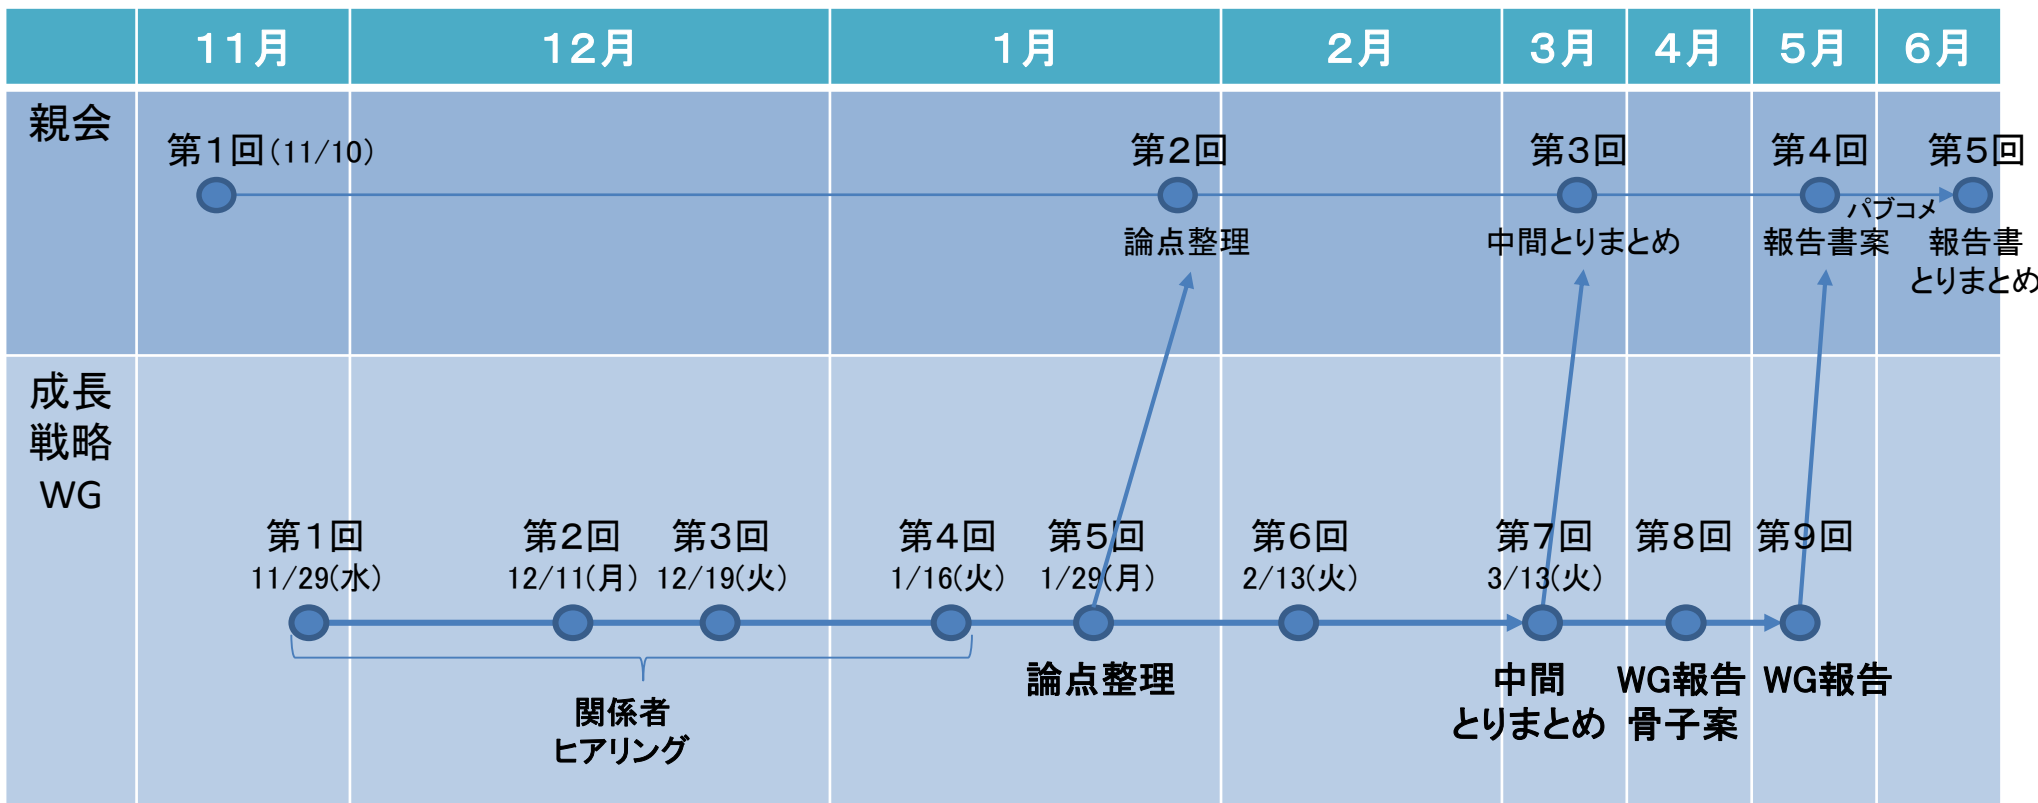 11月
12月
1月
2月
3月
4月
5月
6月
親会
第1回(11/10)
第2回
第3回
第4回
第5回
パブコメ
論点整理
中間とりまとめ
報告書案
報告書
とりまとめ
成長
戦略
WG
第1回
11/29(水)
第2回
12/11(月)
第3回
12/19(火)
第4回
1/16(火)
第5回
1/29(月)
第6回
2/13(火)
第7回
3/13(火)
第8回
第9回
関係者
ヒアリング
論点整理
中間
とりまとめ
WG報告
骨子案
WG報告